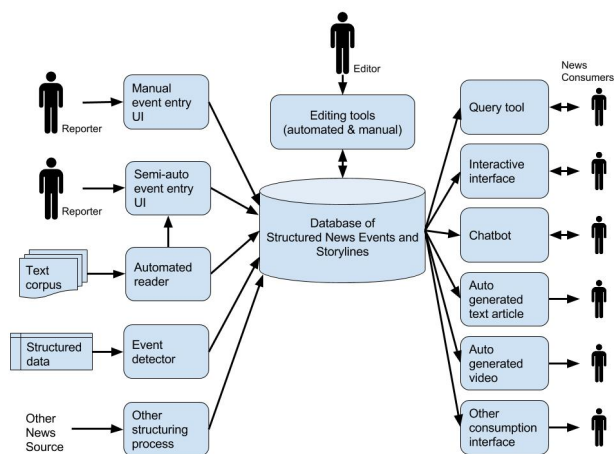 Manual
event entry
UI
Reporter
Semi-auto
event entry
UI
Reporter
Text
corpus
Automated
reader
Structured
data
Event
detector
Other
News
Source
Other
structuring
process
Editor
Editing tools
(automated & manual)
Database of
Structured News Events and
Storylines
News
Consumers
Query tool
Interactive
interface
Chatbot
Auto
generated
text article
Auto
generated
video
Other
consumption
interface